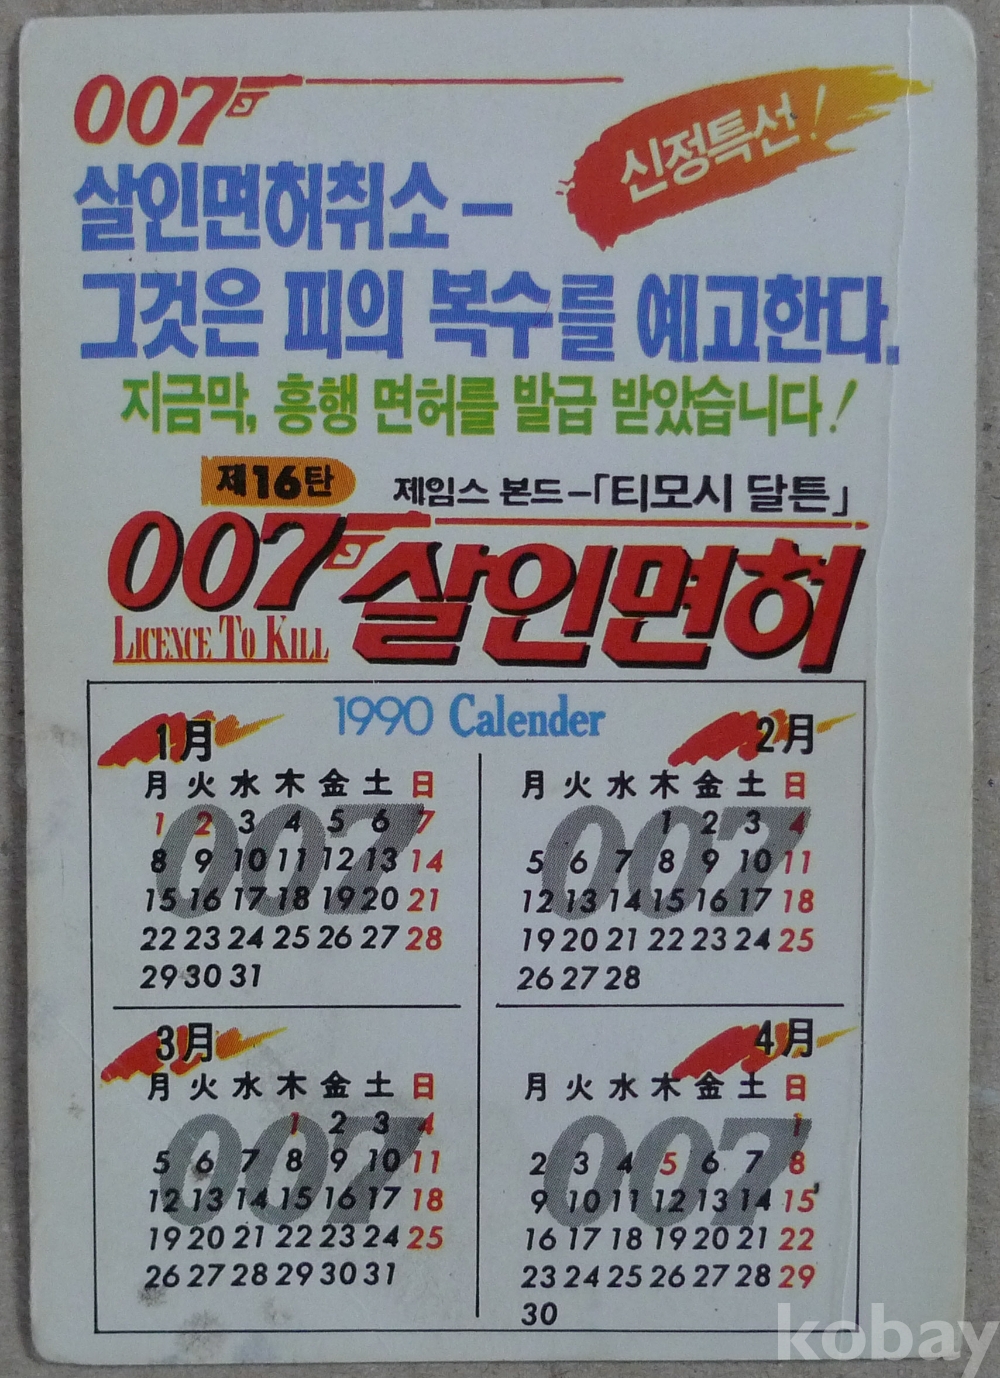 007
신정특선!
살인면허취소-
그것은 피의 복수를 예고한다.
지금막, 흥행 면허를 발급 받았습니다!
제16탄
제임스 본드-「티모시 달튼」
007 살인면허
LICENCE TO KILL
1990 Calender
1月
月 火 水 木 金 土 日
007
1 2 3 4 5 6 7
8 9 10 11 12 13 14
15 16 17 18 19 20 21
22 23 24 25 26 27 28
29 30 31
2月
月 火 水 木 金 土 日
007
1 2 3 4
5 6 7 8 9 10 11
12 13 14 15 16 17 18
19 20 21 22 23 24 25
26 27 28
3月
月 火 水 木 金 土 日
007
1 2 3 4
5 6 7 8 9 10 11
12 13 14 15 16 17 18
19 20 21 22 23 24 25
26 27 28 29 30 31
4月
月 火 水 木 金 土 日
007
1
2 3 4 5 6 7 8
9 10 11 12 13 14 15
16 17 18 19 20 21 22
23 24 25 26 27 28 29
30
kobay